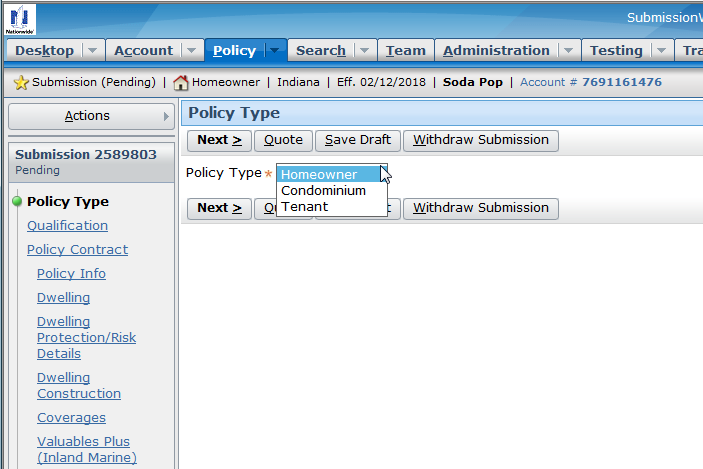 Nationwide®
Submission
Desktop Account Policy Search Team Administration Testing Tra
Submission (Pending) | Homeowner | Indiana | Eff. 02/12/2018 | Soda Pop | Account # 7691161476
Actions
Policy Type
Next > Quote Save Draft Withdraw Submission
Submission 2589803
Pending
Policy Type * Homeowner
Condominium
Tenant
Next > Qu t Withdraw Submission
Policy Type
Qualification
Policy Contract
Policy Info
Dwelling
Dwelling
Protection/Risk
Details
Dwelling
Construction
Coverages
Valuables Plus
(Inland Marine)